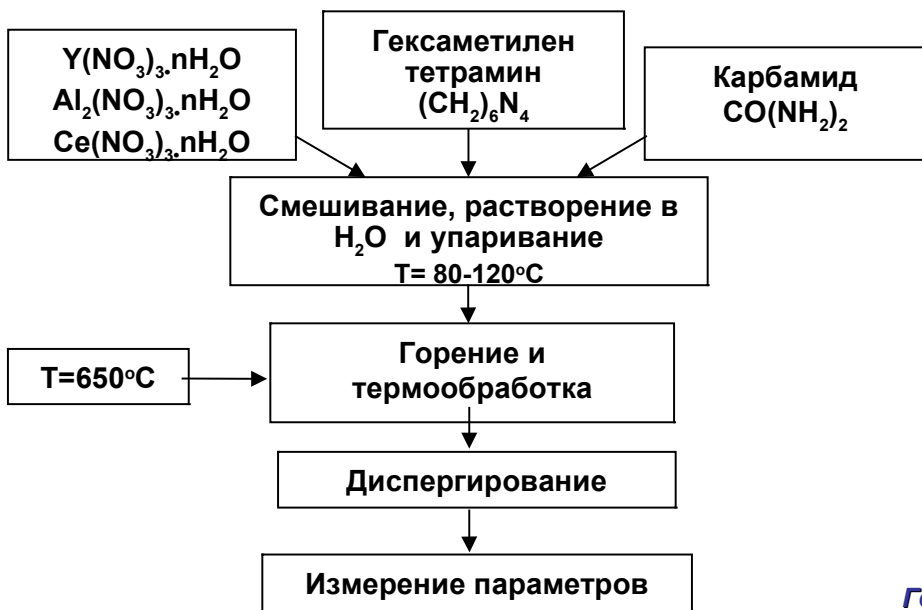 Y(NO₃)₃.nH₂O
Al₂(NO₃)₃.nH₂O
Ce(NO₃)₃.nH₂O
Гексаметилен
тетрамин
(CH₂)₆N₄
Карбамид
CO(NH₂)₂
Смешивание, растворение в
H₂O и упаривание
T= 80-120°C
T=650°C
Горение и
термообработка
Диспергирование
Измерение параметров